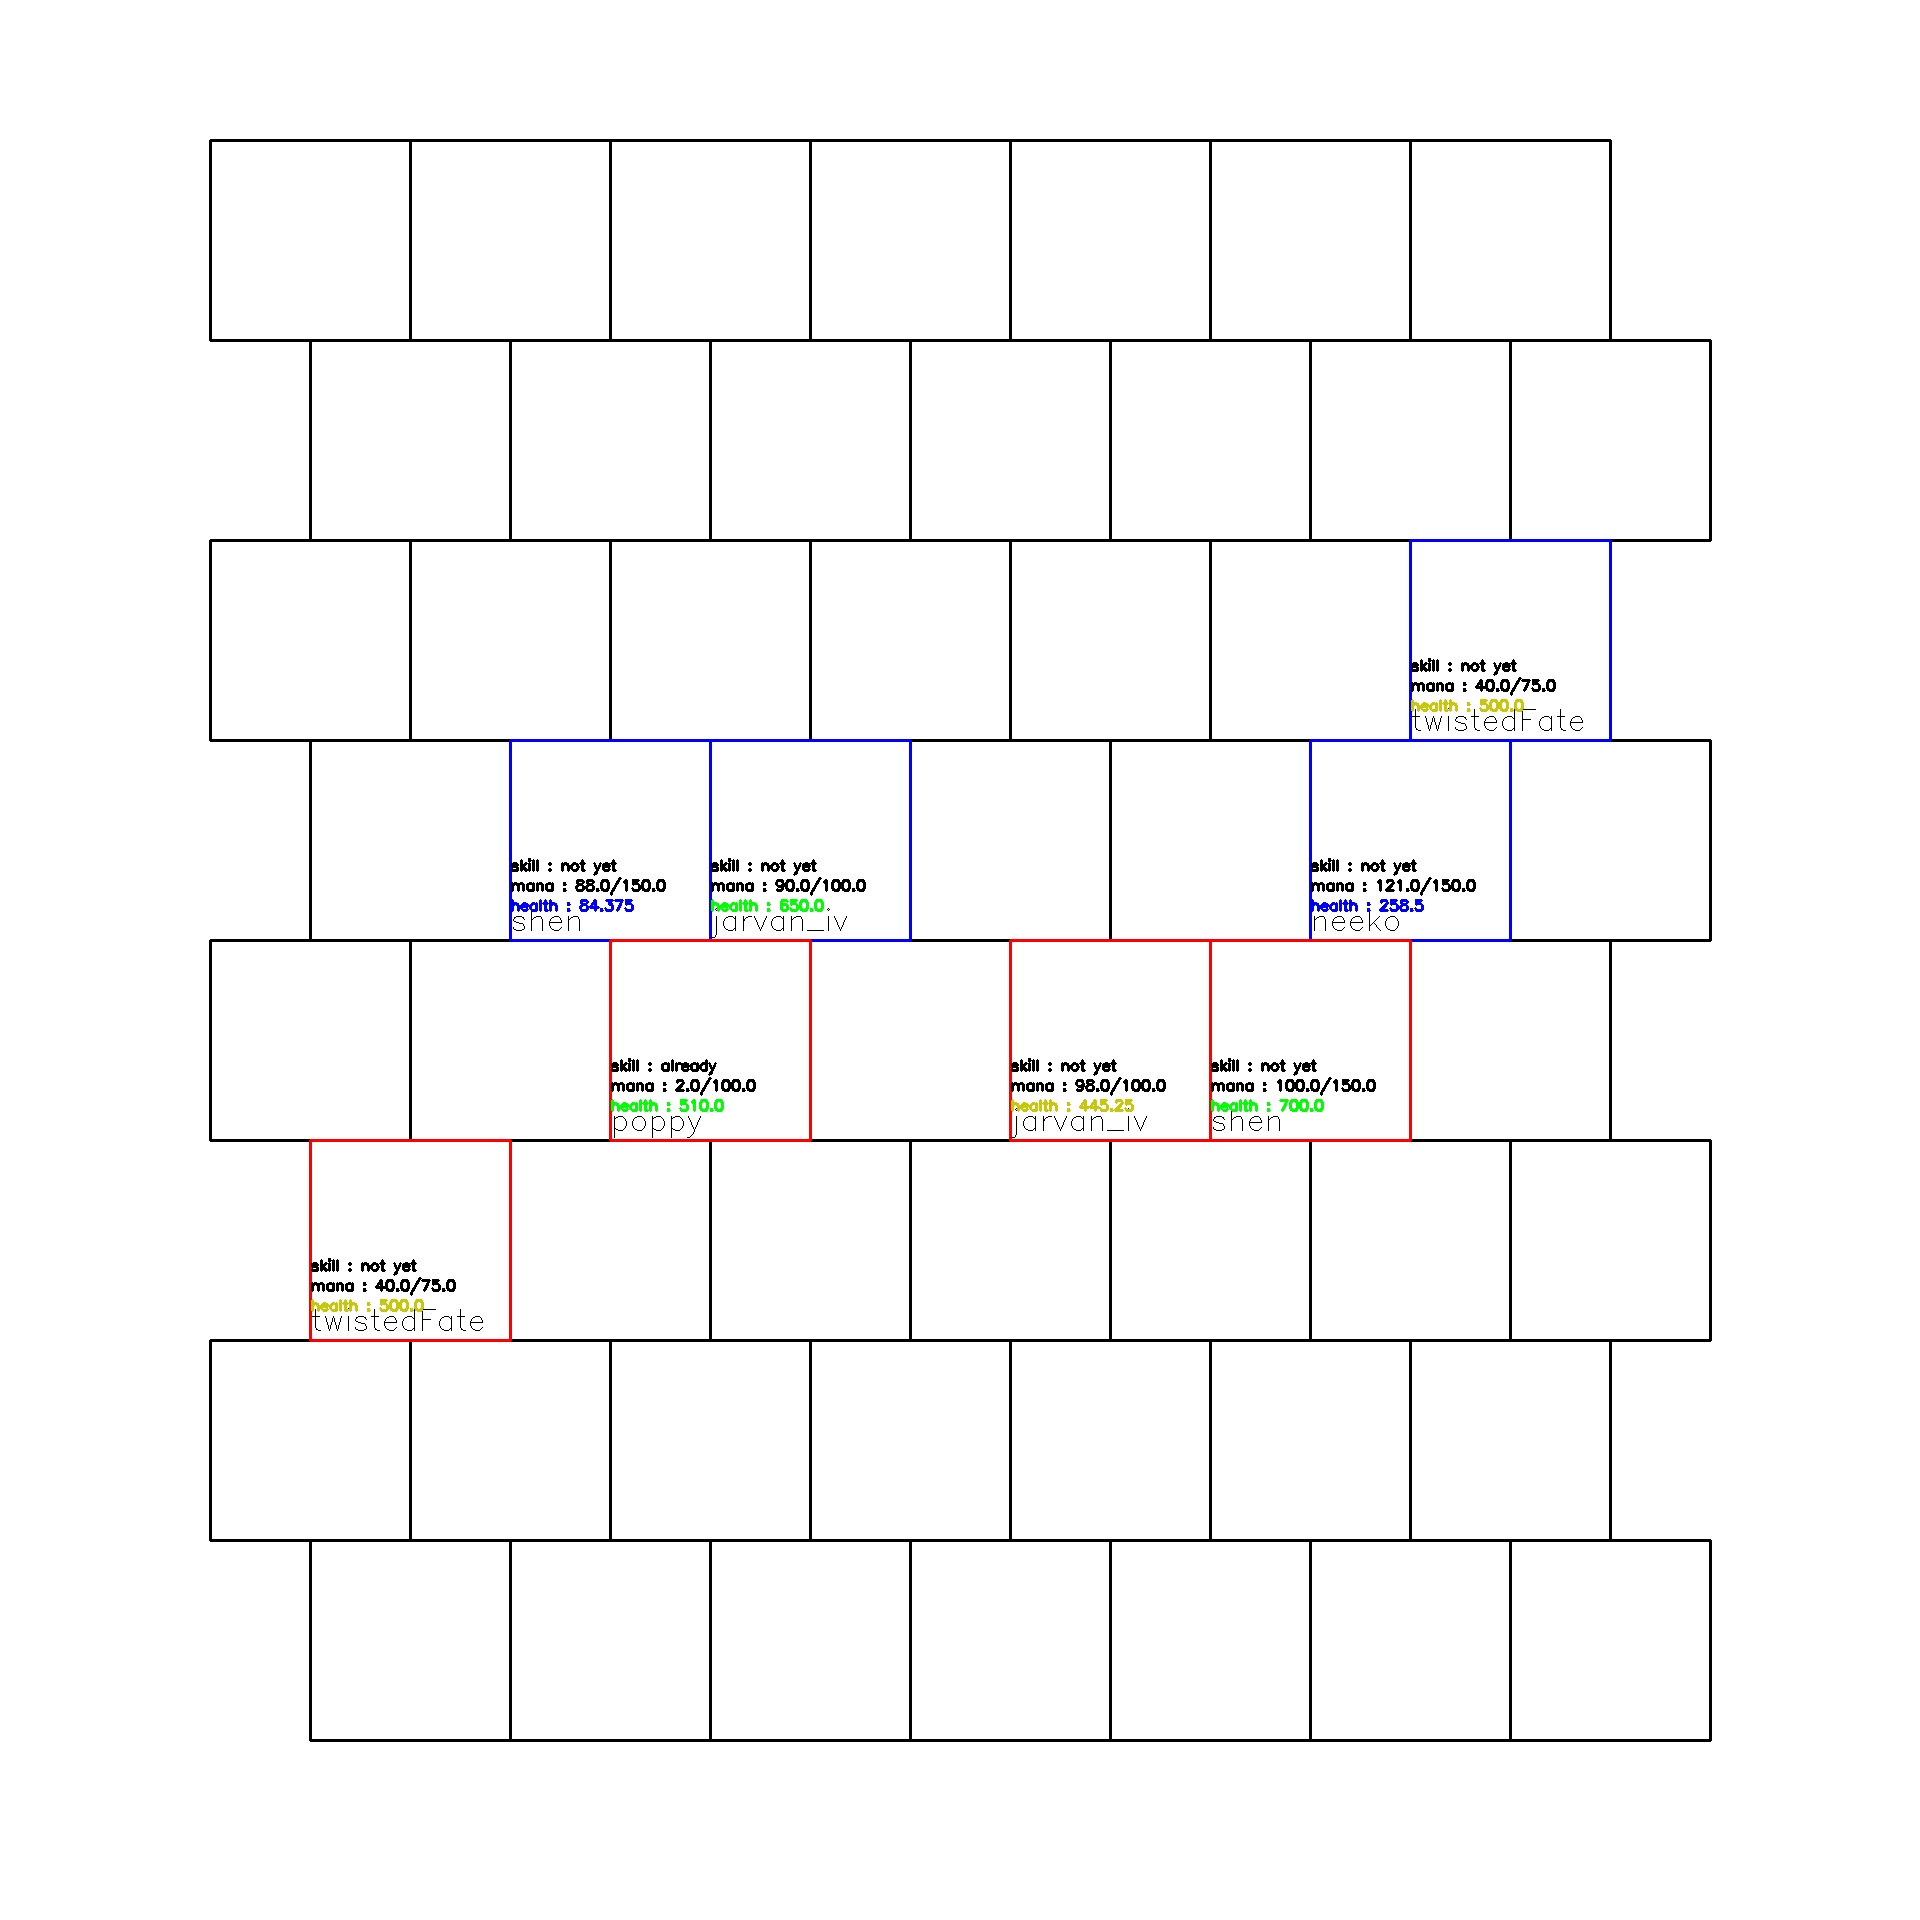 skill : not yet
mana : 40.0/75.0
health : 500.0
twistedFate
skill : not yet
mana : 88.0/150.0
health : 84.375
shen
skill : not yet
mana : 90.0/100.0
health : 650.0
jarvan_iv
skill : not yet
mana : 121.0/150.0
health : 258.5
neeko
skill : already
mana : 2.0/100.0
health : 510.0
poppy
skill : not yet
mana : 98.0/100.0
health : 445.25
jarvan_iv
skill : not yet
mana : 100.0/150.0
health : 700.0
shen
skill : not yet
mana : 40.0/75.0
health : 500.0
twistedFate